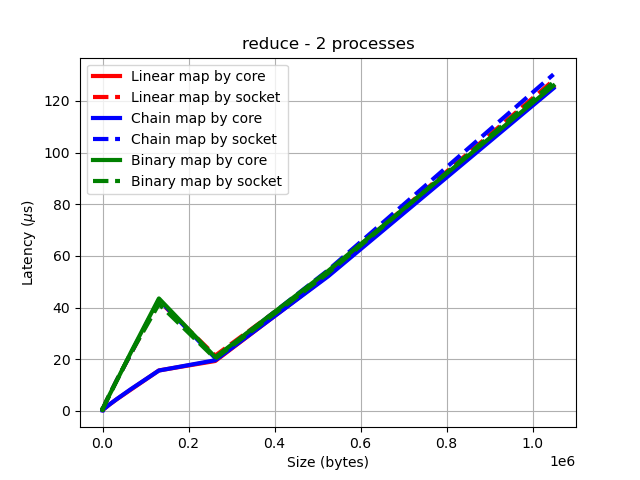 reduce - 2 processes
Linear map by core
Linear map by socket
Chain map by core
Chain map by socket
Binary map by core
Binary map by socket
Latency (μs)
120
100
80
60
40
20
0
0.0 0.2 0.4 0.6 0.8 1.0
1e6
Size (bytes)